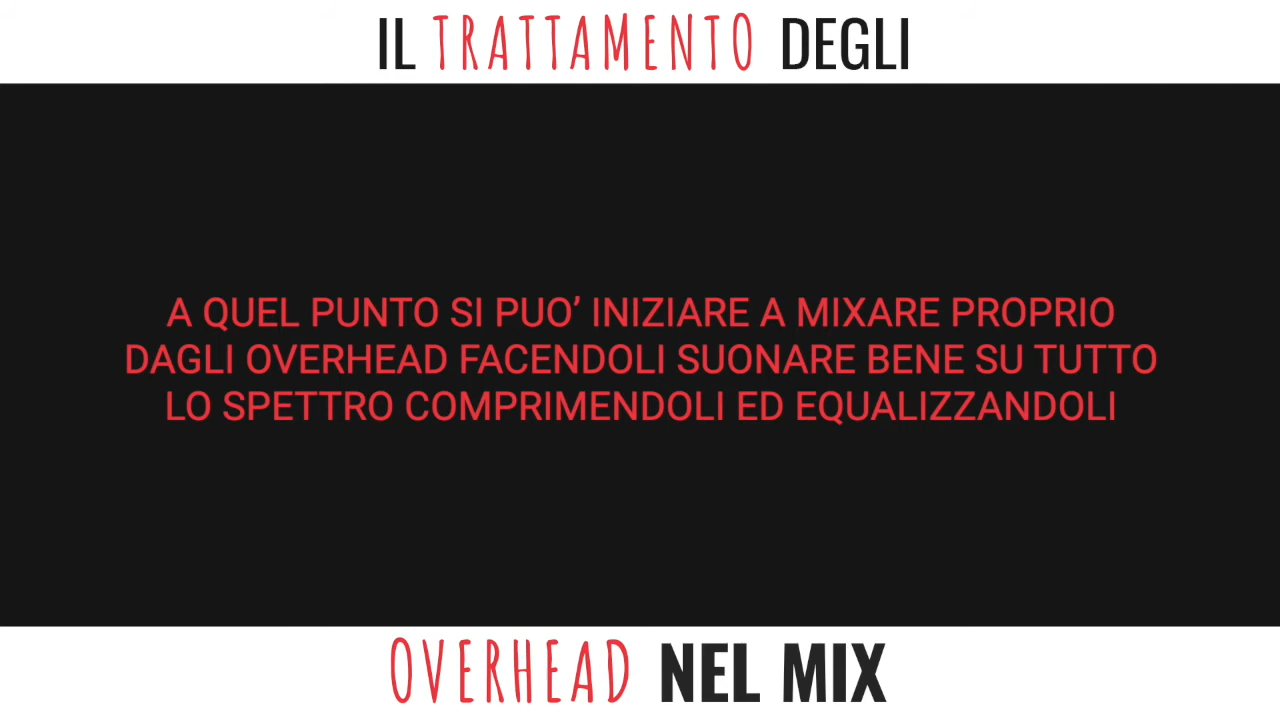 IL TRATTAMENTO DEGLI
A QUEL PUNTO SI PUO’ INIZIARE A MIXARE PROPRIO
DAGLI OVERHEAD FACENDOLI SUONARE BENE SU TUTTO
LO SPETTRO COMPRIMENDOLI ED EQUALIZZANDOLI
OVERHEAD NEL MIX